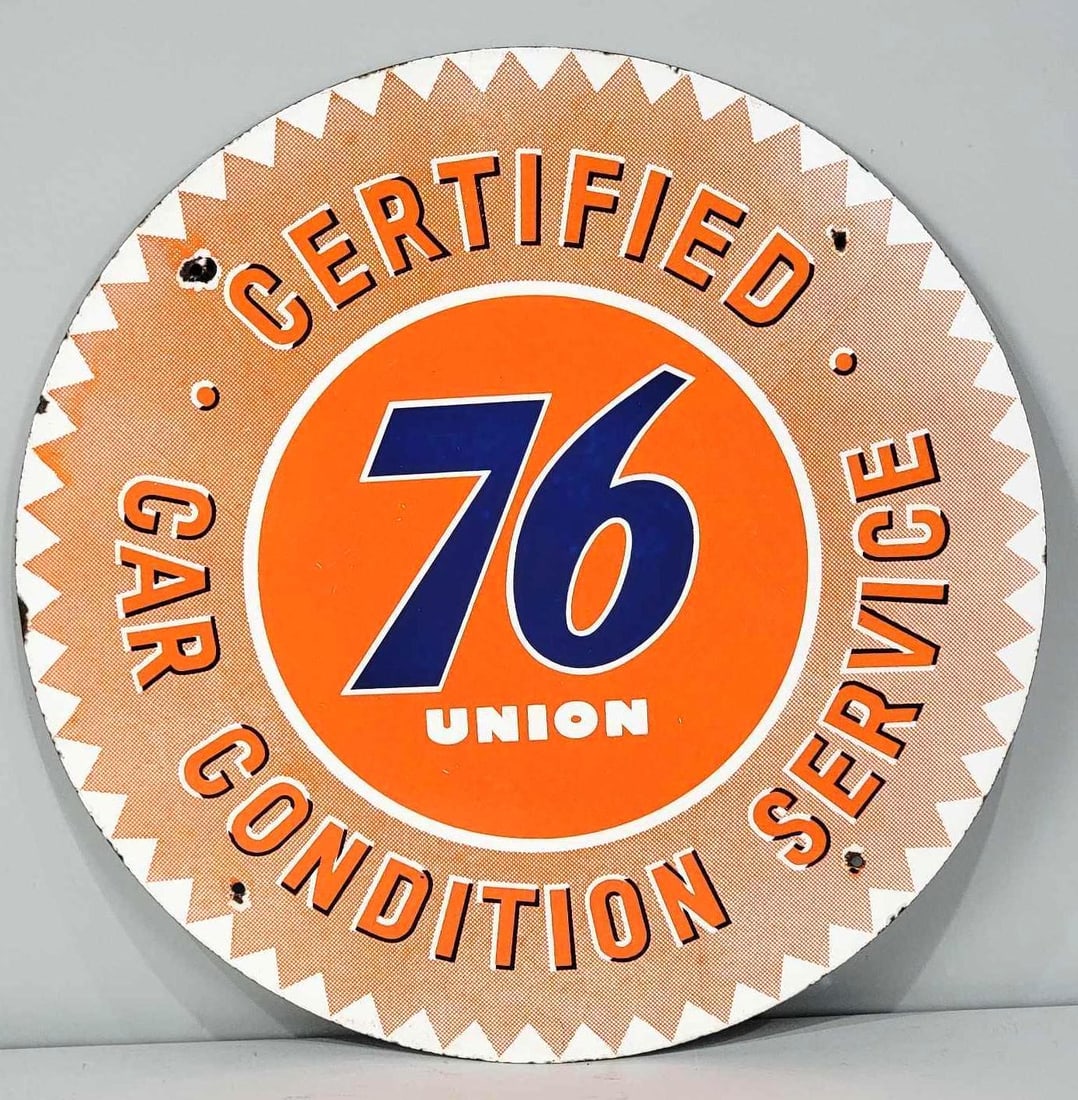 CERTIFIED
76
UNION
• CAR CONDITION SERVICE •